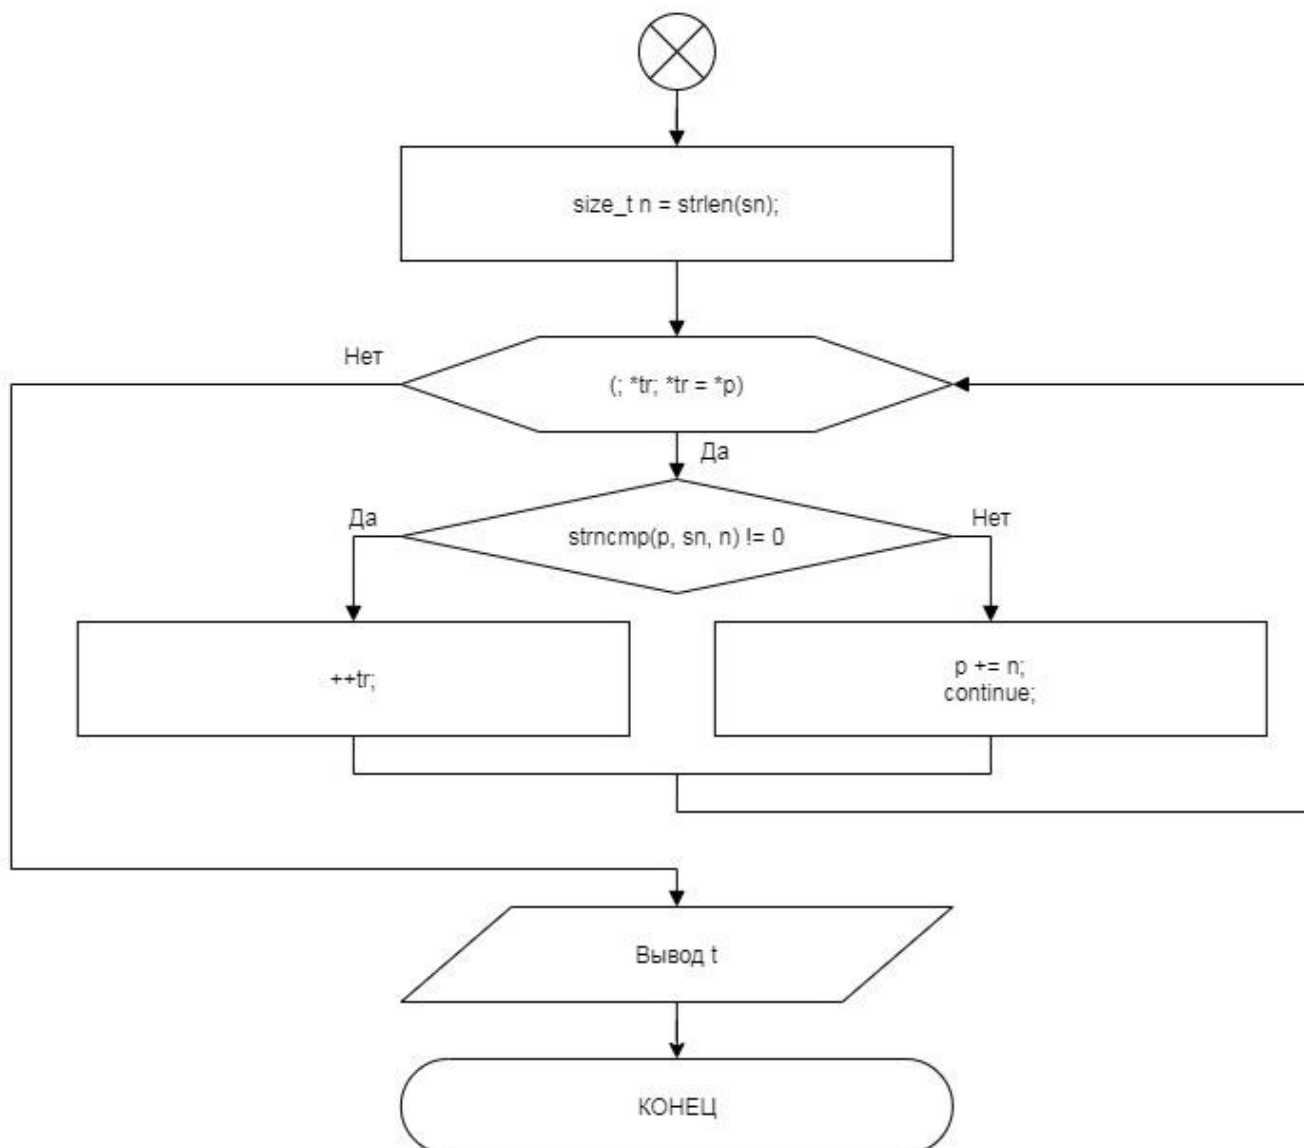 size_t n = strlen(sn);
Нет
(; *tr; *tr = *p)
Да
Да
strncmp(p, sn, n) != 0
Нет
++tr;
p += n;
continue;
Вывод t
КОНЕЦ